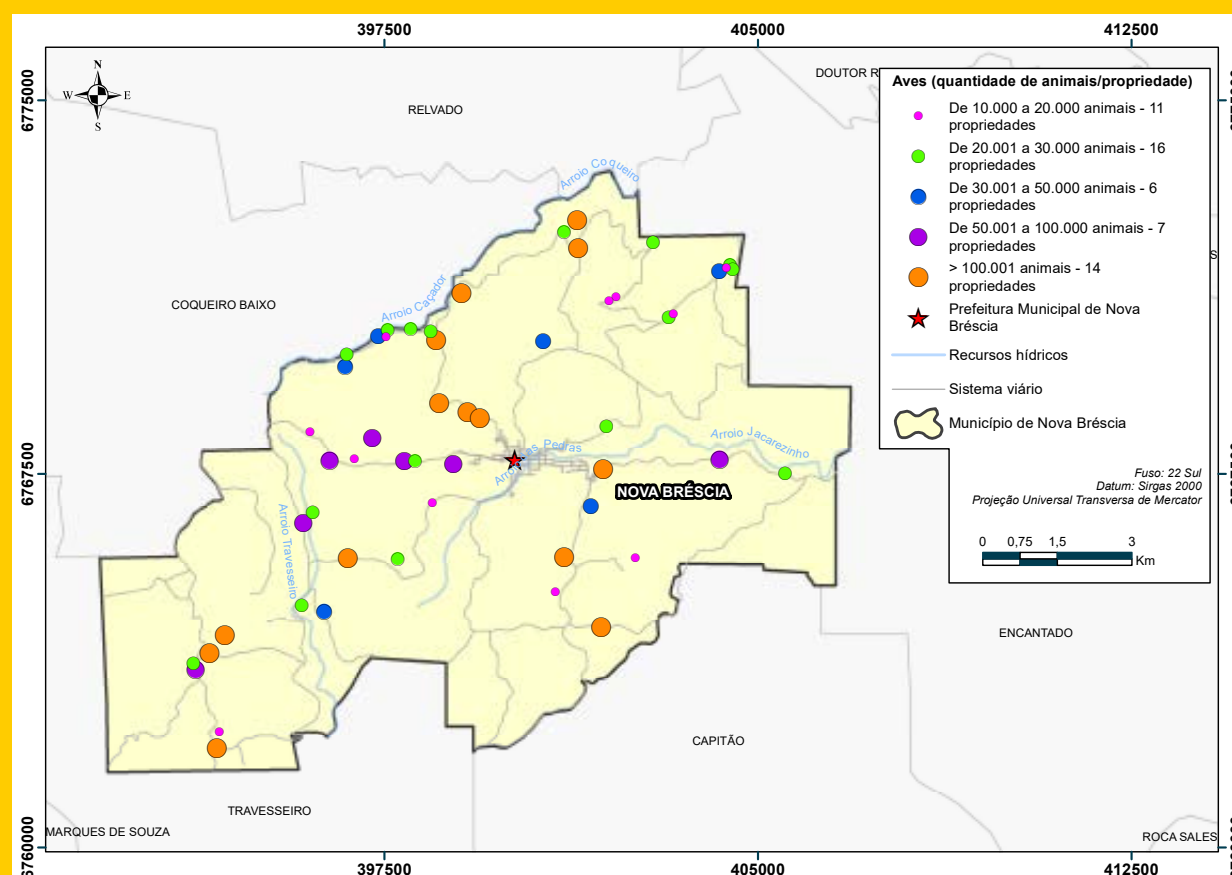 397500
405000
412500
6775000
N
W
E
S
RELVADO
DOUTOR R
Aves (quantidade de animais/propriedade)
De 10.000 a 20.000 animais - 11
propriedades
De 20.001 a 30.000 animais - 16
propriedades
De 30.001 a 50.000 animais - 6
propriedades
De 50.001 a 100.000 animais - 7
propriedades
> 100.001 animais - 14
propriedades
Prefeitura Municipal de Nova
Bréscia
Recursos hídricos
Sistema viário
Município de Nova Bréscia
Fuso: 22 Sul
Datum: Sirgas 2000
Projeção Universal Transversa de Mercator
0 0,75 1,5 3
Km
Arroio Coqueiro
COQUEIRO BAIXO
Arroio Caçador
S
Arroio Jacarezinho
Pedras
6767500
NOVA BRÉSCIA
Arroio Travesseiro
ENCANTADO
CAPITÃO
TRAVESSEIRO
MARQUES DE SOUZA
ROCA SALES
6760000
397500
405000
412500